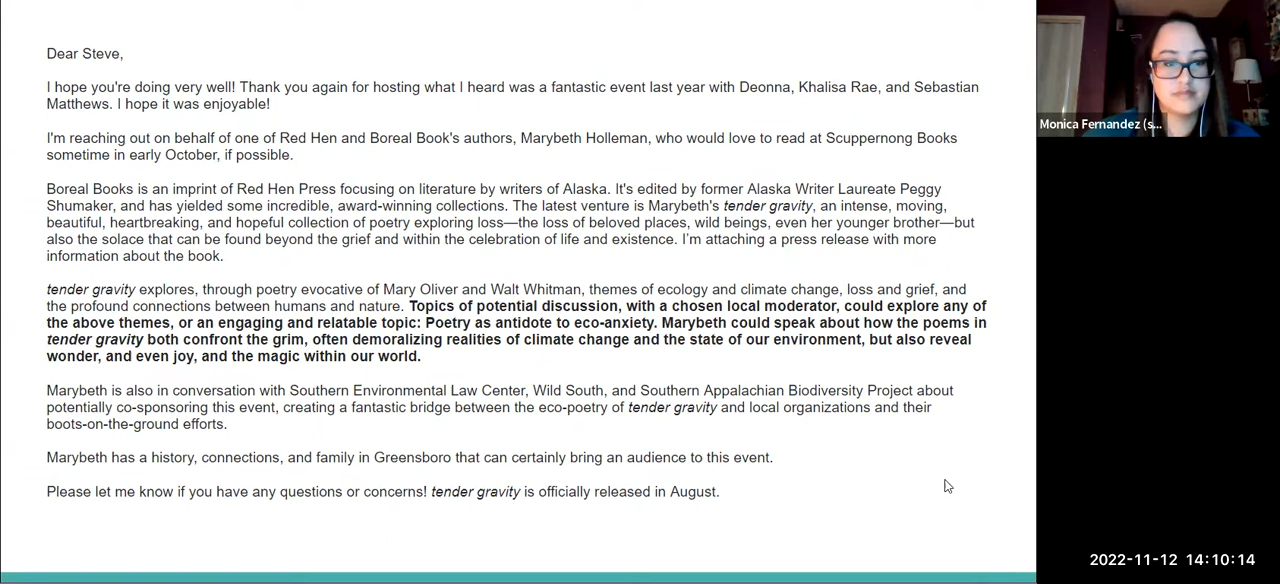 Dear Steve,
I hope you're doing very well! Thank you again for hosting what I heard was a fantastic event last year with Deonna, Khalisa Rae, and Sebastian
Matthews. I hope it was enjoyable!
I'm reaching out on behalf of one of Red Hen and Boreal Book's authors, Marybeth Holleman, who would love to read at Scuppernong Books
sometime in early October, if possible.
Boreal Books is an imprint of Red Hen Press focusing on literature by writers of Alaska. It's edited by former Alaska Writer Laureate Peggy
Shumaker, and has yielded some incredible, award-winning collections. The latest venture is Marybeth's tender gravity, an intense, moving,
beautiful, heartbreaking, and hopeful collection of poetry exploring loss—the loss of beloved places, wild beings, even her younger brother—but
also the solace that can be found beyond the grief and within the celebration of life and existence. I'm attaching a press release with more
information about the book.
tender gravity explores, through poetry evocative of Mary Oliver and Walt Whitman, themes of ecology and climate change, loss and grief, and
the profound connections between humans and nature. Topics of potential discussion, with a chosen local moderator, could explore any of
the above themes, or an engaging and relatable topic: Poetry as antidote to eco-anxiety. Marybeth could speak about how the poems in
tender gravity both confront the grim, often demoralizing realities of climate change and the state of our environment, but also reveal
wonder, and even joy, and the magic within our world.
Marybeth is also in conversation with Southern Environmental Law Center, Wild South, and Southern Appalachian Biodiversity Project about
potentially co-sponsoring this event, creating a fantastic bridge between the eco-poetry of tender gravity and local organizations and their
boots-on-the-ground efforts.
Marybeth has a history, connections, and family in Greensboro that can certainly bring an audience to this event.
Please let me know if you have any questions or concerns! tender gravity is officially released in August.
Monica Fernandez (s...
2022-11-12 14:10:14